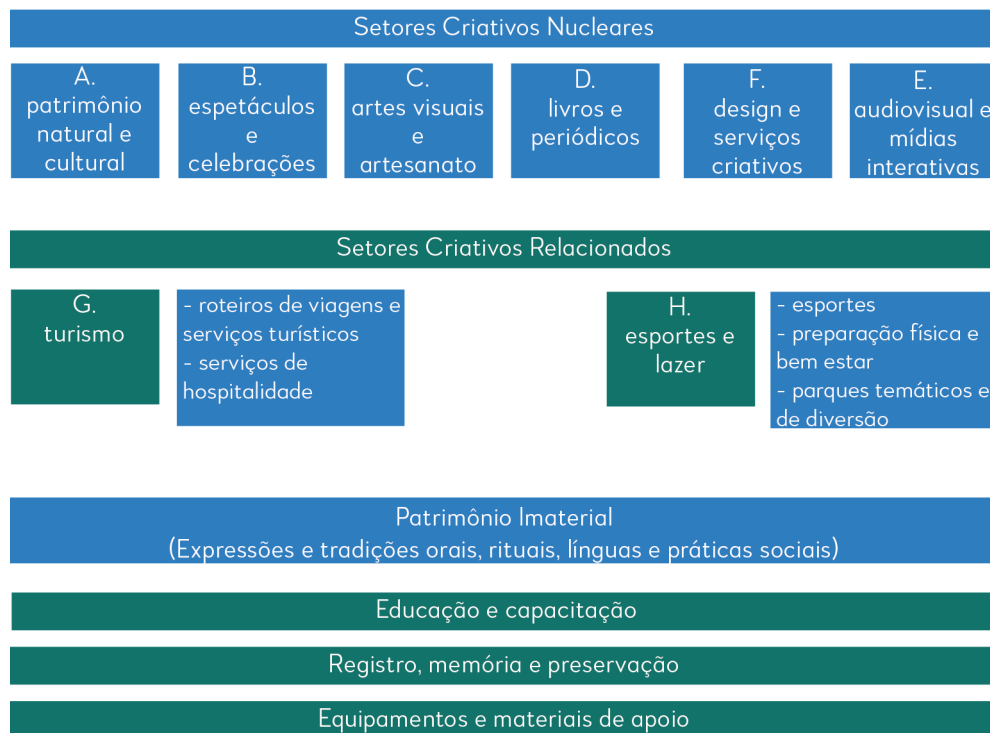 Setores Criativos Nucleares
A.
patrimônio
natural e
cultural
B.
espetáculos
e
celebrações
C.
artes visuais
e
artesanato
D.
livros e
periódicos
F.
design e
serviços
criativos
E.
audiovisual e
mídias
interativas
Setores Criativos Relacionados
G.
turismo
- roteiros de viagens e
serviços turísticos
- serviços de
hospitalidade
H.
esportes e
lazer
- esportes
- preparação física e
bem estar
- parques temáticos e
de diversão
Patrimônio Imaterial
(Expressões e tradições orais, rituais, línguas e práticas sociais)
Educação e capacitação
Registro, memória e preservação
Equipamentos e materiais de apoio